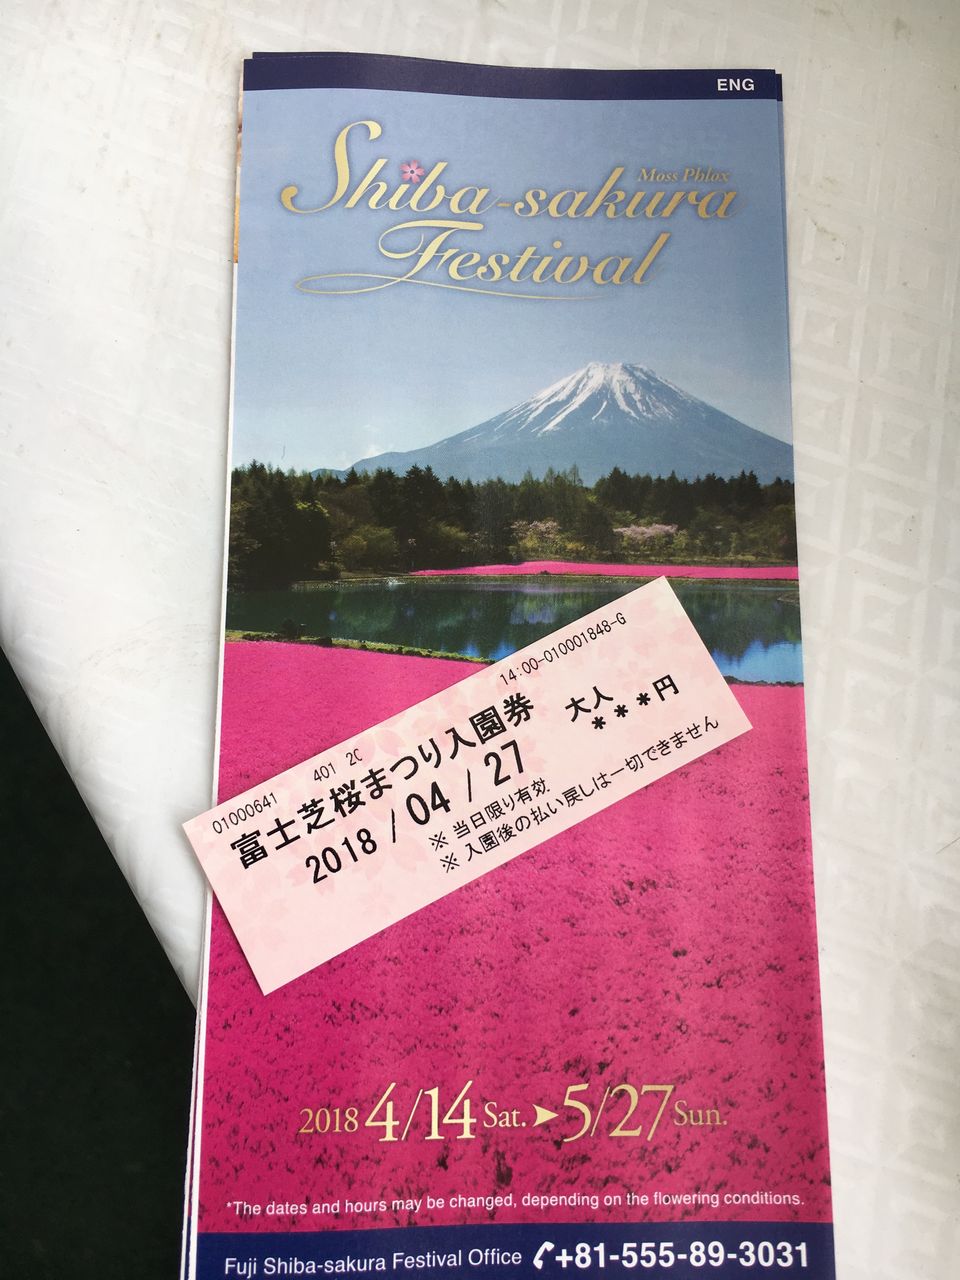 ENG
Shiba-sakura
Moss Phlox
Festival
14:00-010001848-G
01000641 401 2C
富士芝桜まつり入園券 大人
2018/04/27 ***円
※ 当日限り有効
※ 入園後の払い戻しは一切できません
2018 4/14 Sat. ➤ 5/27 Sun.
*The dates and hours may be changed, depending on the flowering conditions.
Fuji Shiba-sakura Festival Office ✆+81-555-89-3031